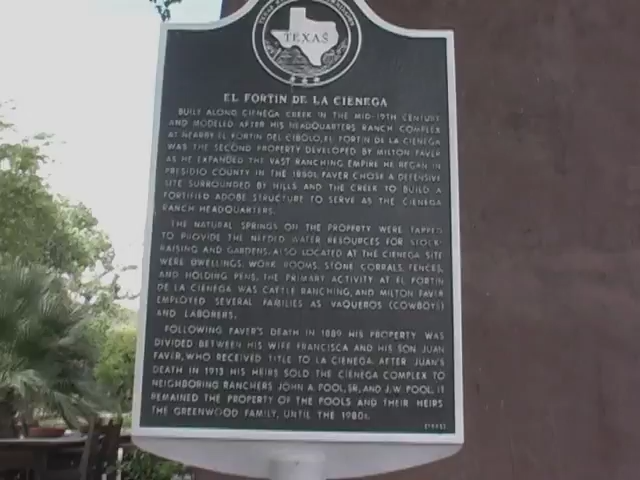 TEXAS
EL FORTIN DE LA CIENEGA
BUILT ALONG CIENEGA CREEK IN THE MID-19TH CENTURY
AND MODELED AFTER HIS HEADQUARTERS RANCH COMPLEX
AT NEARBY EL FORTIN DEL CIBOLO, EL FORTIN DE LA CIENEGA
WAS THE SECOND PROPERTY DEVELOPED BY MILTON FAVER
AS HE EXPANDED THE VAST RANCHING EMPIRE HE BEGAN IN
PRESIDIO COUNTY IN THE 1850s. FAVER CHOSE A DEFENSIVE
SITE SURROUNDED BY HILLS AND THE CREEK TO BUILD A
FORTIFIED ADOBE STRUCTURE TO SERVE AS THE CIENEGA
RANCH HEADQUARTERS.
THE NATURAL SPRINGS ON THE PROPERTY WERE TAPPED
TO PROVIDE THE NEEDED WATER RESOURCES FOR STOCK-
RAISING AND GARDENS. ALSO LOCATED AT THE CIENEGA SITE
WERE DWELLINGS, WORK ROOMS, STONE CORRALS, FENCES,
AND HOLDING PENS. THE PRIMARY ACTIVITY AT EL FORTIN
DE LA CIENEGA WAS CATTLE RANCHING, AND MILTON FAVER
EMPLOYED SEVERAL FAMILIES AS VAQUEROS (COWBOYS)
AND LABORERS.
FOLLOWING FAVER'S DEATH IN 1889 HIS PROPERTY WAS
DIVIDED BETWEEN HIS WIFE FRANCISCA AND HIS SON JUAN
FAVER, WHO RECEIVED TITLE TO LA CIENEGA. AFTER JUAN'S
DEATH IN 1913 HIS HEIRS SOLD THE CIENEGA COMPLEX TO
NEIGHBORING RANCHERS JOHN A. POOL, SR., AND J.W. POOL. IT
REMAINED THE PROPERTY OF THE POOLS AND THEIR HEIRS
THE GREENWOOD FAMILY, UNTIL THE 1980s.